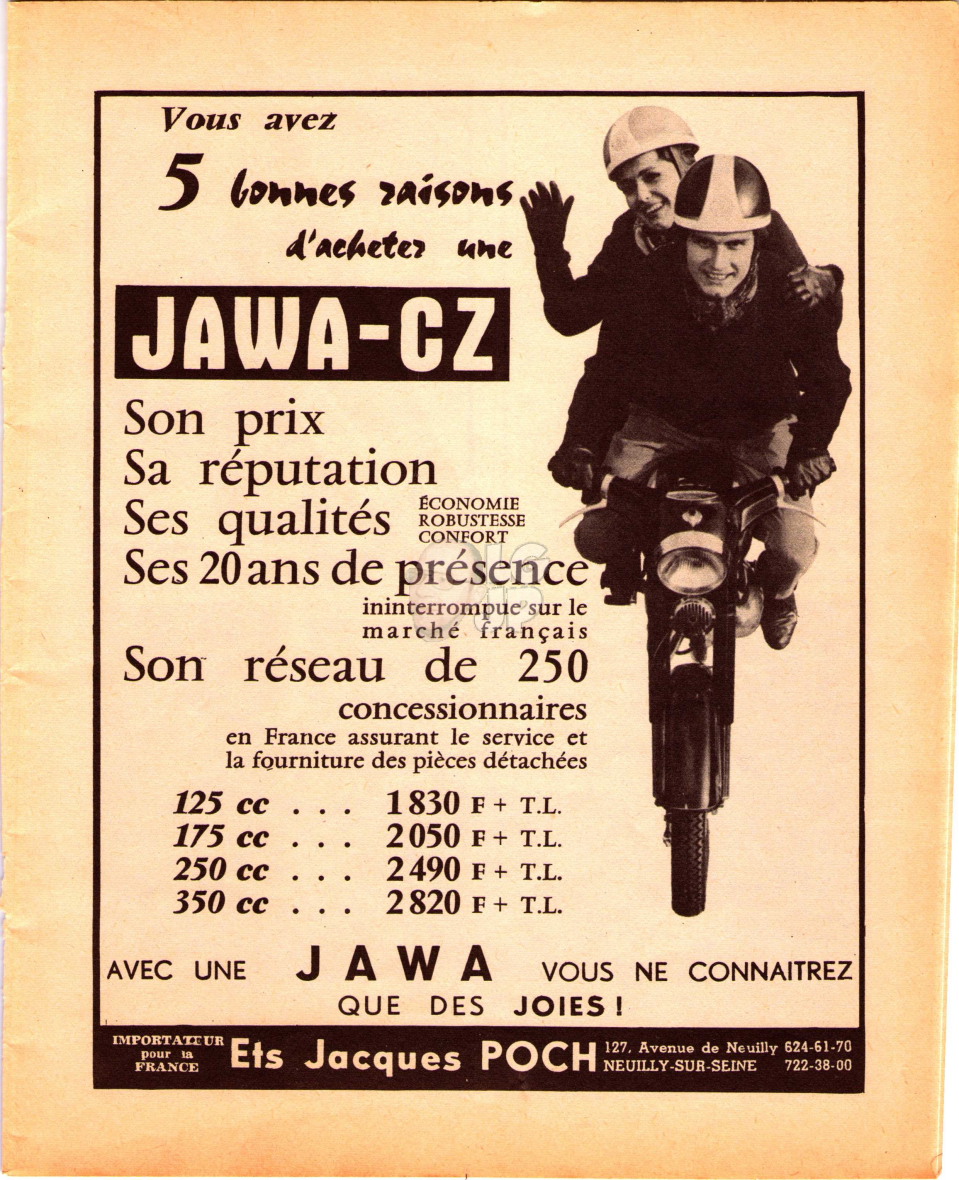 Vous avez
5 bonnes raisons
d'acheter une
JAWA-CZ
Son prix
Sa réputation
Ses qualités
ÉCONOMIE
ROBUSTESSE
CONFORT
Ses 20 ans de présence
ininterrompue sur le
marché français
Son réseau de 250
concessionnaires
en France assurant le service et
la fourniture des pièces détachées
125 cc . . . 1830 F + T.L.
175 cc . . . 2050 F + T.L.
250 cc . . . 2490 F + T.L.
350 cc . . . 2820 F + T.L.
AVEC UNE JAWA VOUS NE CONNAITREZ
QUE DES JOIES !
IMPORTATEUR
pour la
FRANCE
Ets Jacques POCH
127, Avenue de Neuilly 624-61-70
NEUILLY-SUR-SEINE 722-38-00